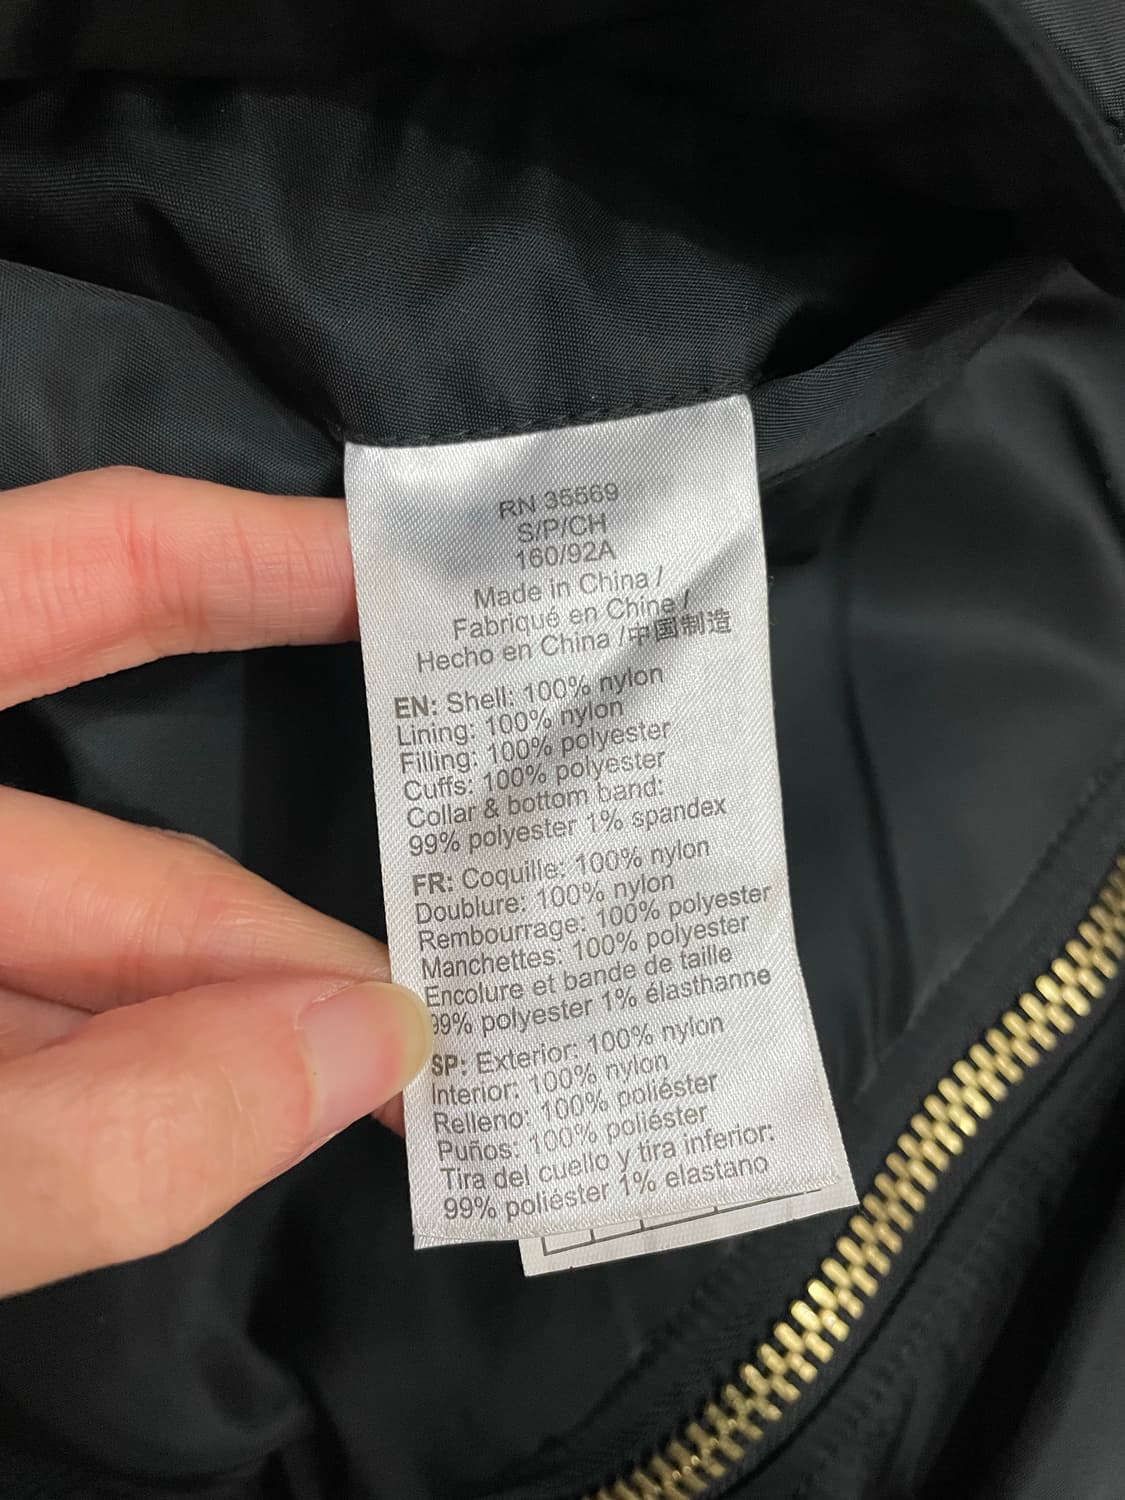 RN 35569
S/P/CH
160/92A
Made in China /
Fabriqué en Chine /
Hecho en China /中国制造
EN: Shell: 100% nylon
Lining: 100% nylon
Filling: 100% polyester
Cuffs: 100% polyester
Collar & bottom band:
99% polyester 1% spandex
FR: Coquille: 100% nylon
Doublure: 100% nylon
Rembourrage: 100% polyester
Manchettes: 100% polyester
Encolure et bande de taille
99% polyester 1% élasthanne
SP: Exterior: 100% nylon
Interior: 100% nylon
Relleno: 100% poliéster
Puños: 100% poliéster
Tira del cuello y tira inferior:
99% poliéster 1% elastano